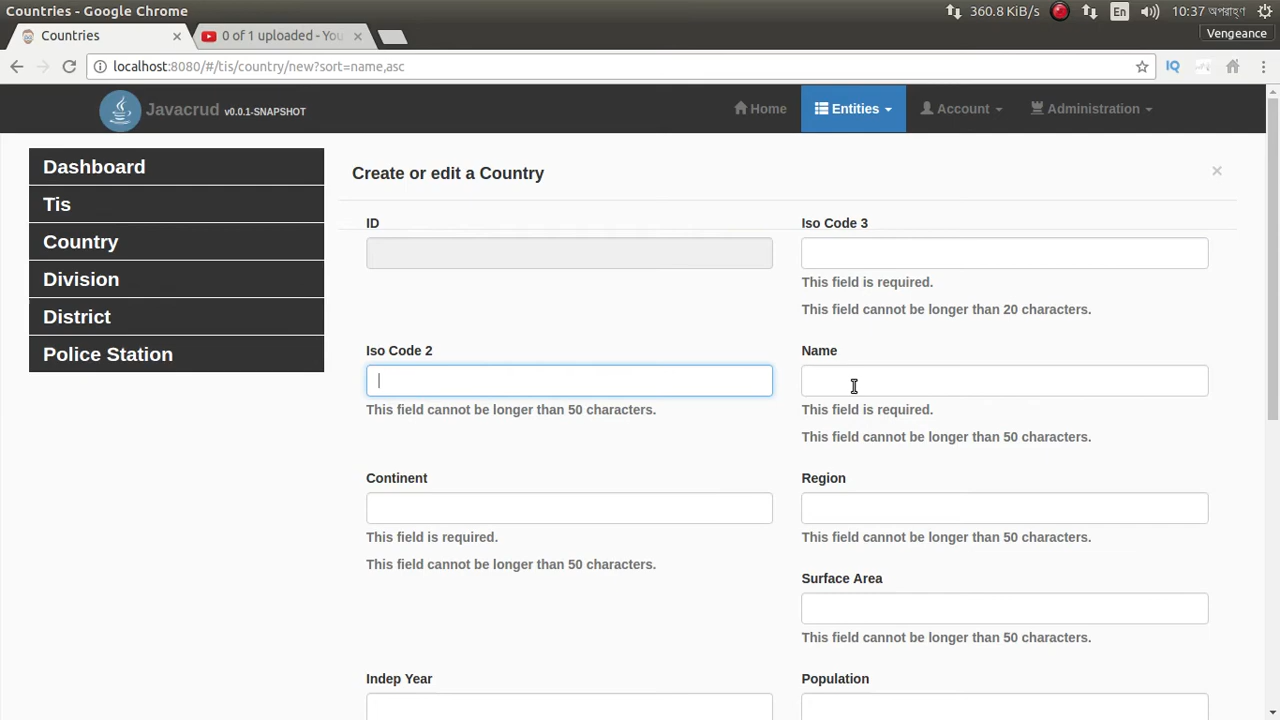 Countries - Google Chrome
360.8 KiB/s
En
10:37 অপরাহ্ণ
Countries
0 of 1 uploaded - You
Vengeance
localhost:8080/#/tis/country/new?sort=name,asc
IQ
Javacrud v0.0.1-SNAPSHOT
Home
Entities
Account
Administration
Dashboard
Tis
Country
Division
District
Police Station
Create or edit a Country
×
ID
Iso Code 3
This field is required.
This field cannot be longer than 20 characters.
Iso Code 2
Name
This field cannot be longer than 50 characters.
This field is required.
This field cannot be longer than 50 characters.
Continent
Region
This field is required.
This field cannot be longer than 50 characters.
This field cannot be longer than 50 characters.
Surface Area
This field cannot be longer than 50 characters.
Indep Year
Population